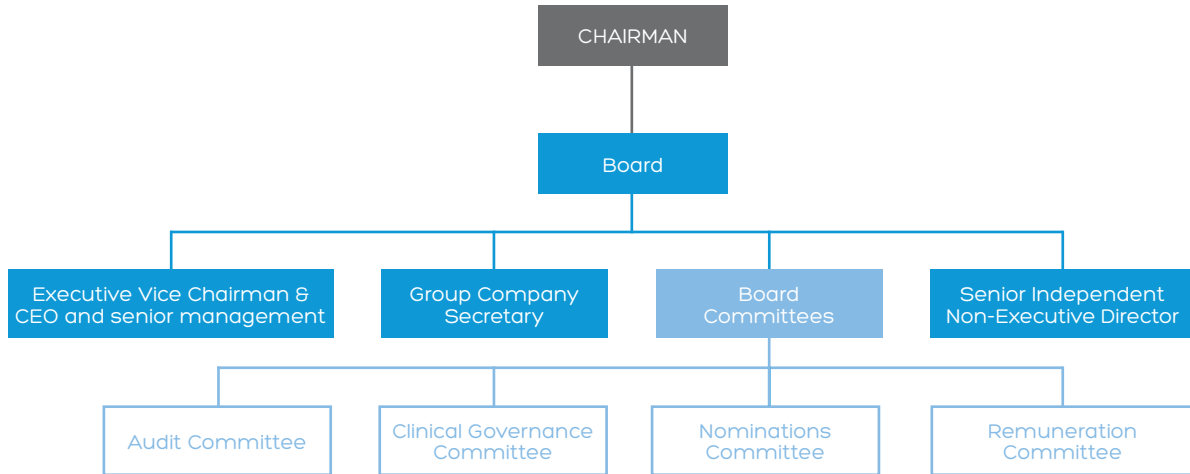 CHAIRMAN
Board
Executive Vice Chairman &
CEO and senior management
Group Company
Secretary
Board
Committees
Senior Independent
Non-Executive Director
Audit Committee
Clinical Governance
Committee
Nominations
Committee
Remuneration
Committee